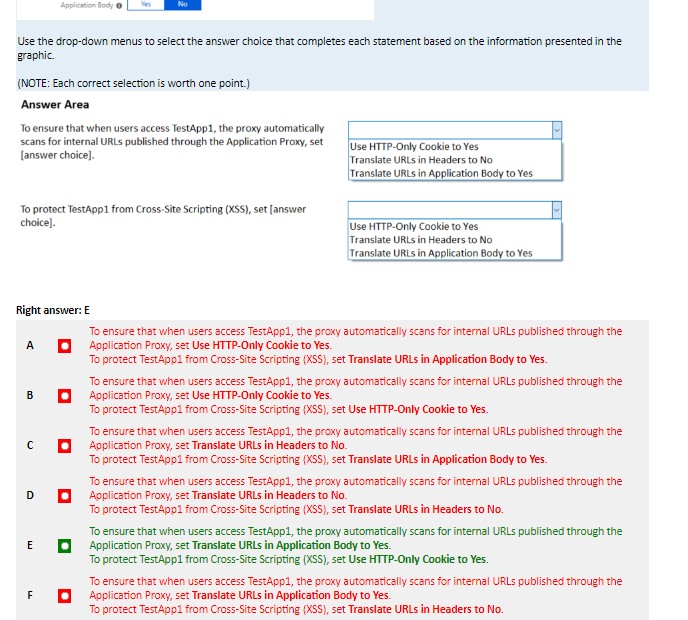 Application Body Yes No
Use the drop-down menus to select the answer choice that completes each statement based on the information presented in the
graphic.
(NOTE: Each correct selection is worth one point.)
Answer Area
To ensure that when users access TestApp1, the proxy automatically
scans for internal URLs published through the Application Proxy, set
[answer choice].
Use HTTP-Only Cookie to Yes
Translate URLs in Headers to No
Translate URLs in Application Body to Yes
To protect TestApp1 from Cross-Site Scripting (XSS), set [answer
choice].
Use HTTP-Only Cookie to Yes
Translate URLs in Headers to No
Translate URLs in Application Body to Yes
Right answer: E
A
To ensure that when users access TestApp1, the proxy automatically scans for internal URLs published through the
Application Proxy, set Use HTTP-Only Cookie to Yes.
To protect TestApp1 from Cross-Site Scripting (XSS), set Translate URLs in Application Body to Yes.
B
To ensure that when users access TestApp1, the proxy automatically scans for internal URLs published through the
Application Proxy, set Use HTTP-Only Cookie to Yes.
To protect TestApp1 from Cross-Site Scripting (XSS), set Use HTTP-Only Cookie to Yes.
C
To ensure that when users access TestApp1, the proxy automatically scans for internal URLs published through the
Application Proxy, set Translate URLs in Headers to No.
To protect TestApp1 from Cross-Site Scripting (XSS), set Translate URLs in Application Body to Yes.
D
To ensure that when users access TestApp1, the proxy automatically scans for internal URLs published through the
Application Proxy, set Translate URLs in Headers to No.
To protect TestApp1 from Cross-Site Scripting (XSS), set Translate URLs in Headers to No.
E
To ensure that when users access TestApp1, the proxy automatically scans for internal URLs published through the
Application Proxy, set Translate URLs in Application Body to Yes.
To protect TestApp1 from Cross-Site Scripting (XSS), set Use HTTP-Only Cookie to Yes.
F
To ensure that when users access TestApp1, the proxy automatically scans for internal URLs published through the
Application Proxy, set Translate URLs in Application Body to Yes.
To protect TestApp1 from Cross-Site Scripting (XSS), set Translate URLs in Headers to No.